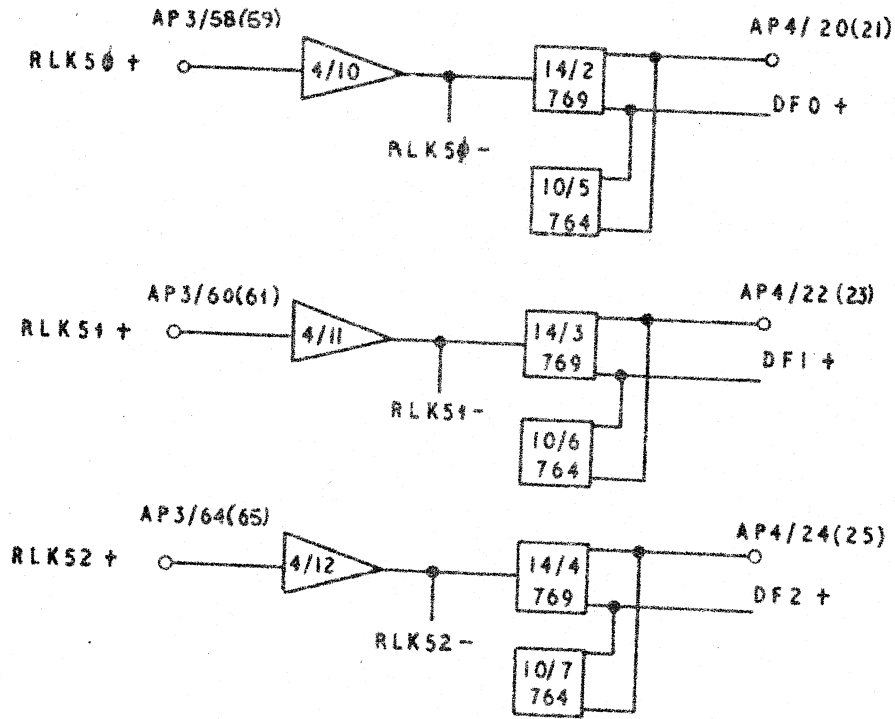 AP3/58(59)
AP4/20(21)
RLK5φ +
4/10
14/2
769
DF0 +
RLK5φ -
10/5
764
AP3/60(61)
AP4/22(23)
RLK51 +
4/11
14/3
769
DF1 +
RLK51-
10/6
764
AP3/64(65)
AP4/24(25)
RLK52 +
4/12
14/4
769
DF2 +
RLK52-
10/7
764